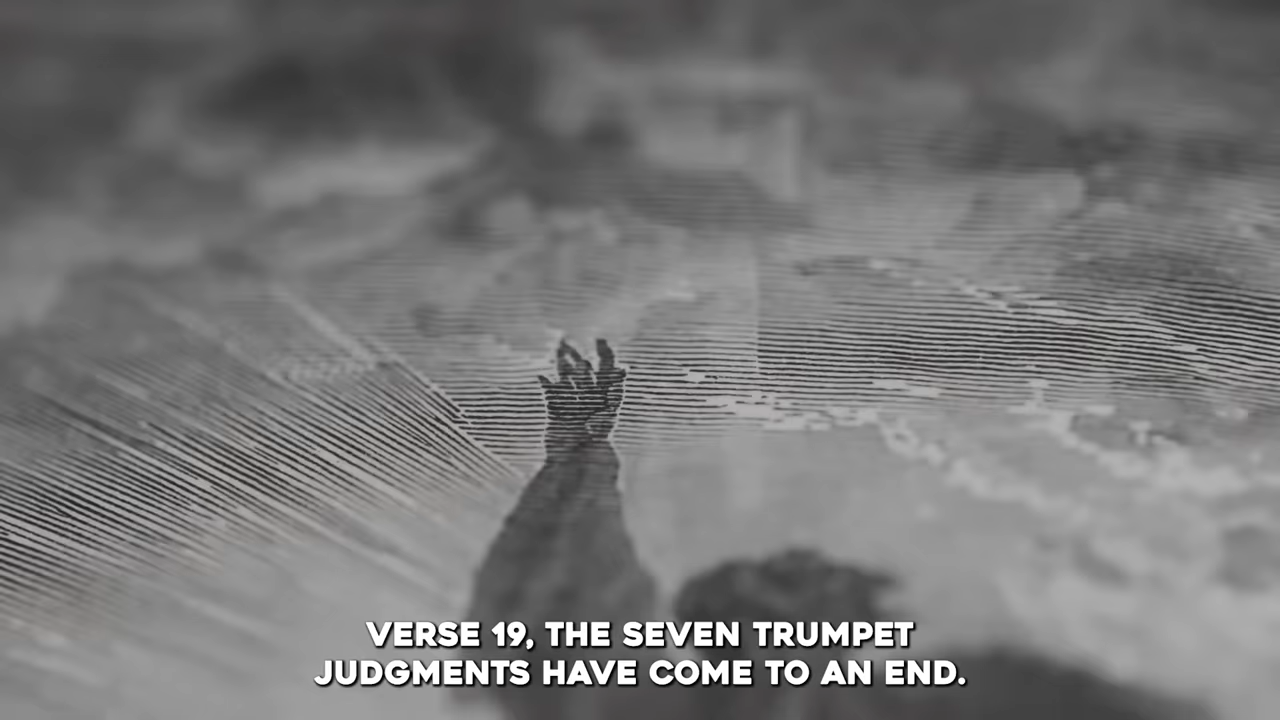 VERSE 19, THE SEVEN TRUMPET
JUDGMENTS HAVE COME TO AN END.